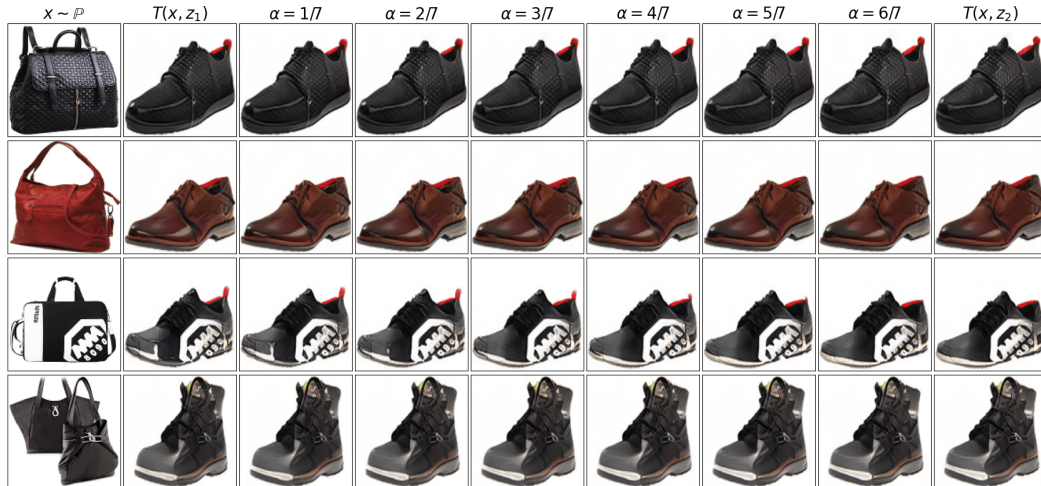 x ~ ℙ T(x, z₁) α = 1/7 α = 2/7 α = 3/7 α = 4/7 α = 5/7 α = 6/7 T(x, z₂)